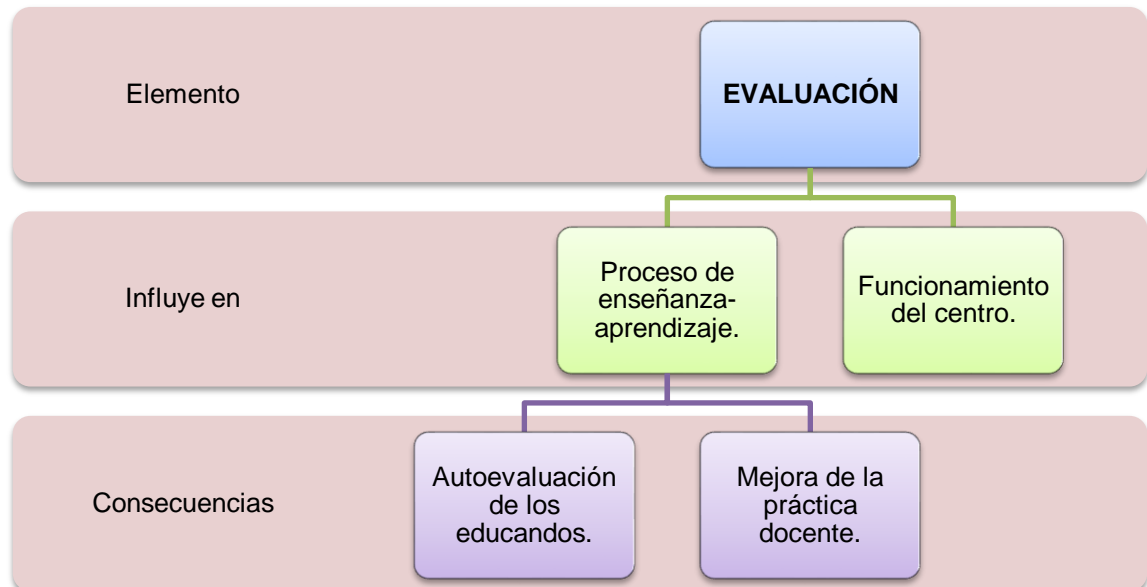 Elemento
EVALUACIÓN
Influye en
Proceso de
enseñanza-
aprendizaje.
Funcionamiento
del centro.
Consecuencias
Autoevaluación
de los
educandos.
Mejora de la
práctica
docente.